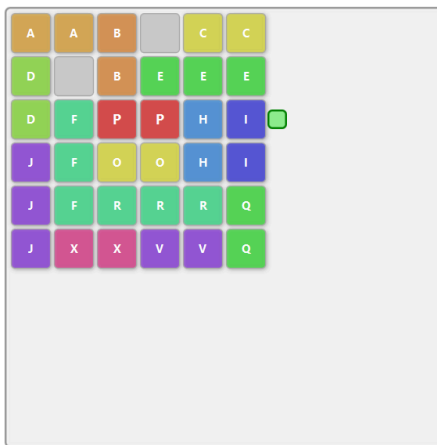 A A B C C
D B E E E
D F P P H I
J F O O H I
J F R R R Q
J X X V V Q